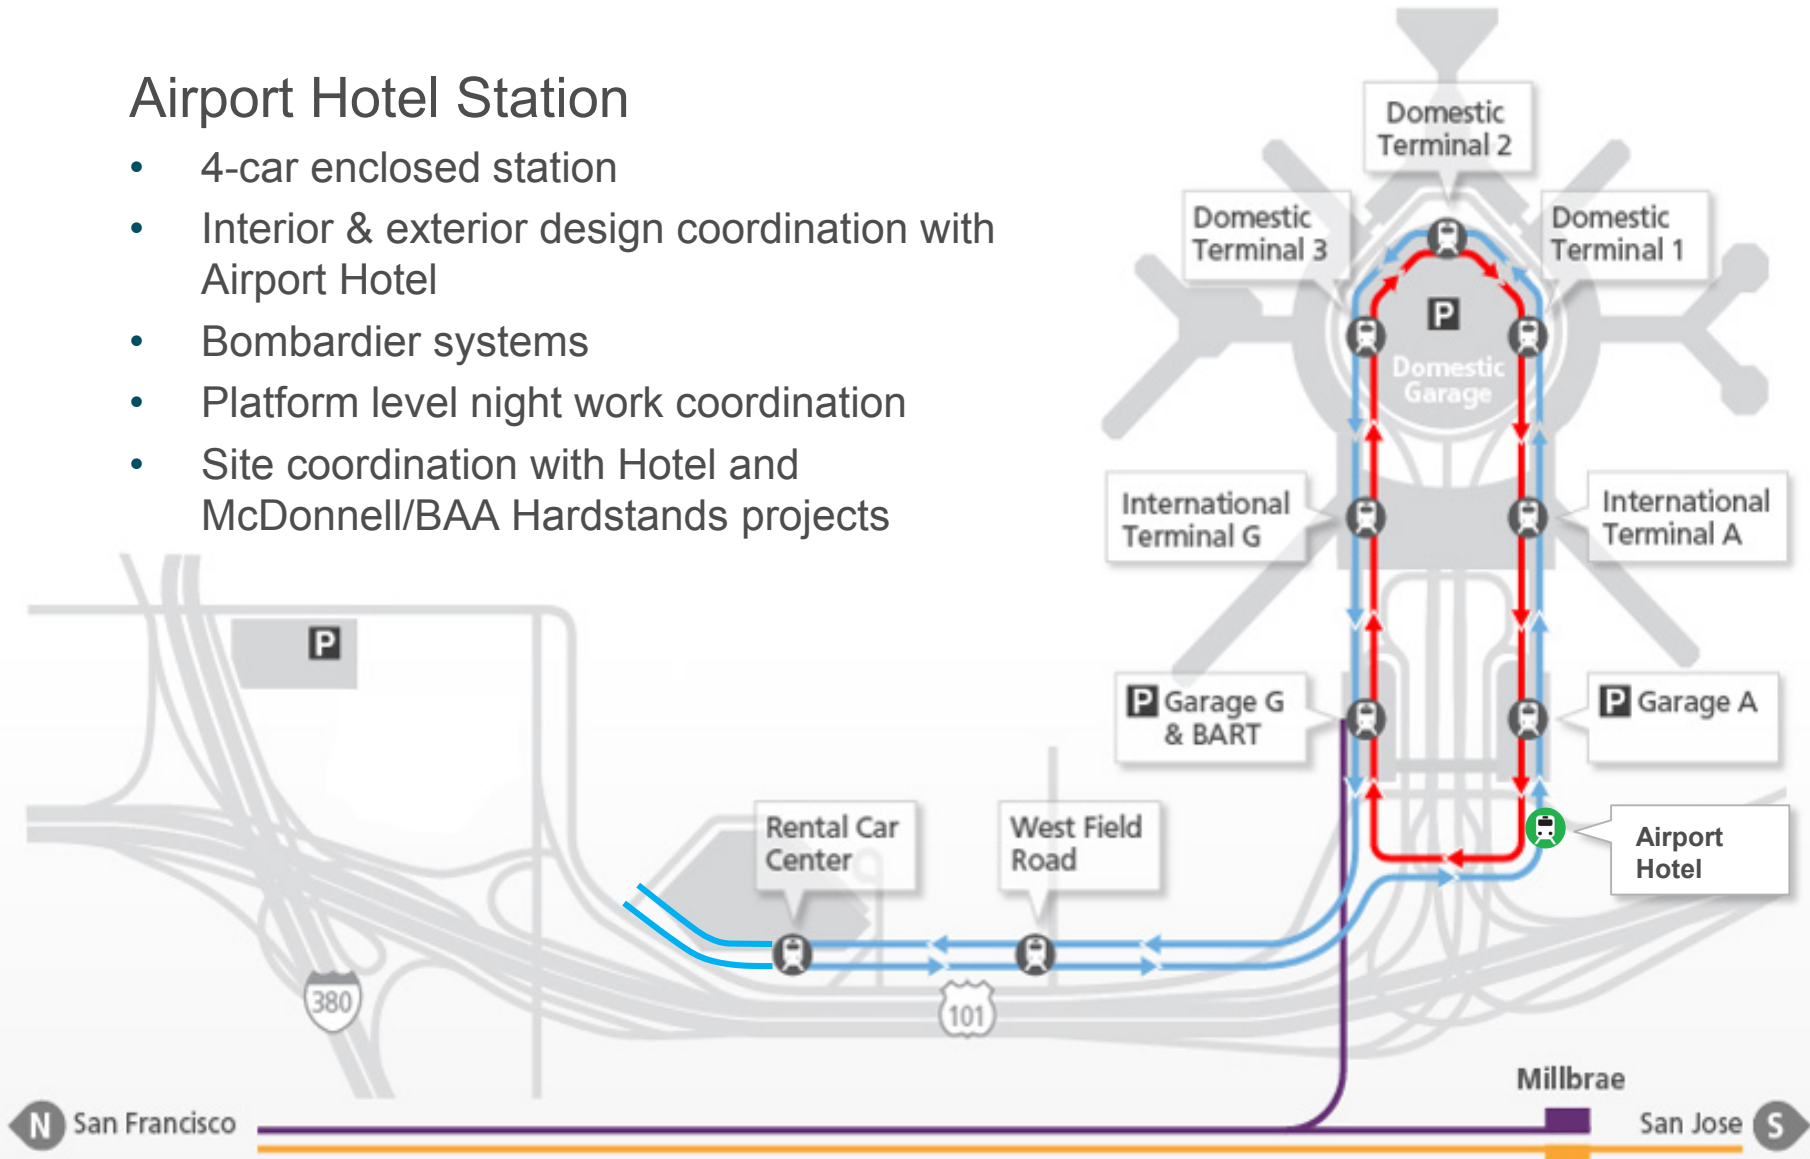 Airport Hotel Station
• 4-car enclosed station
• Interior & exterior design coordination with
Airport Hotel
• Bombardier systems
• Platform level night work coordination
• Site coordination with Hotel and
McDonnell/BAA Hardstands projects
Domestic
Terminal 2
Domestic
Terminal 3
Domestic
Terminal 1
P
Domestic
Garage
International
Terminal G
International
Terminal A
P
P Garage G
& BART
P Garage A
Rental Car
Center
West Field
Road
Airport
Hotel
380
101
Millbrae
N San Francisco
San Jose S